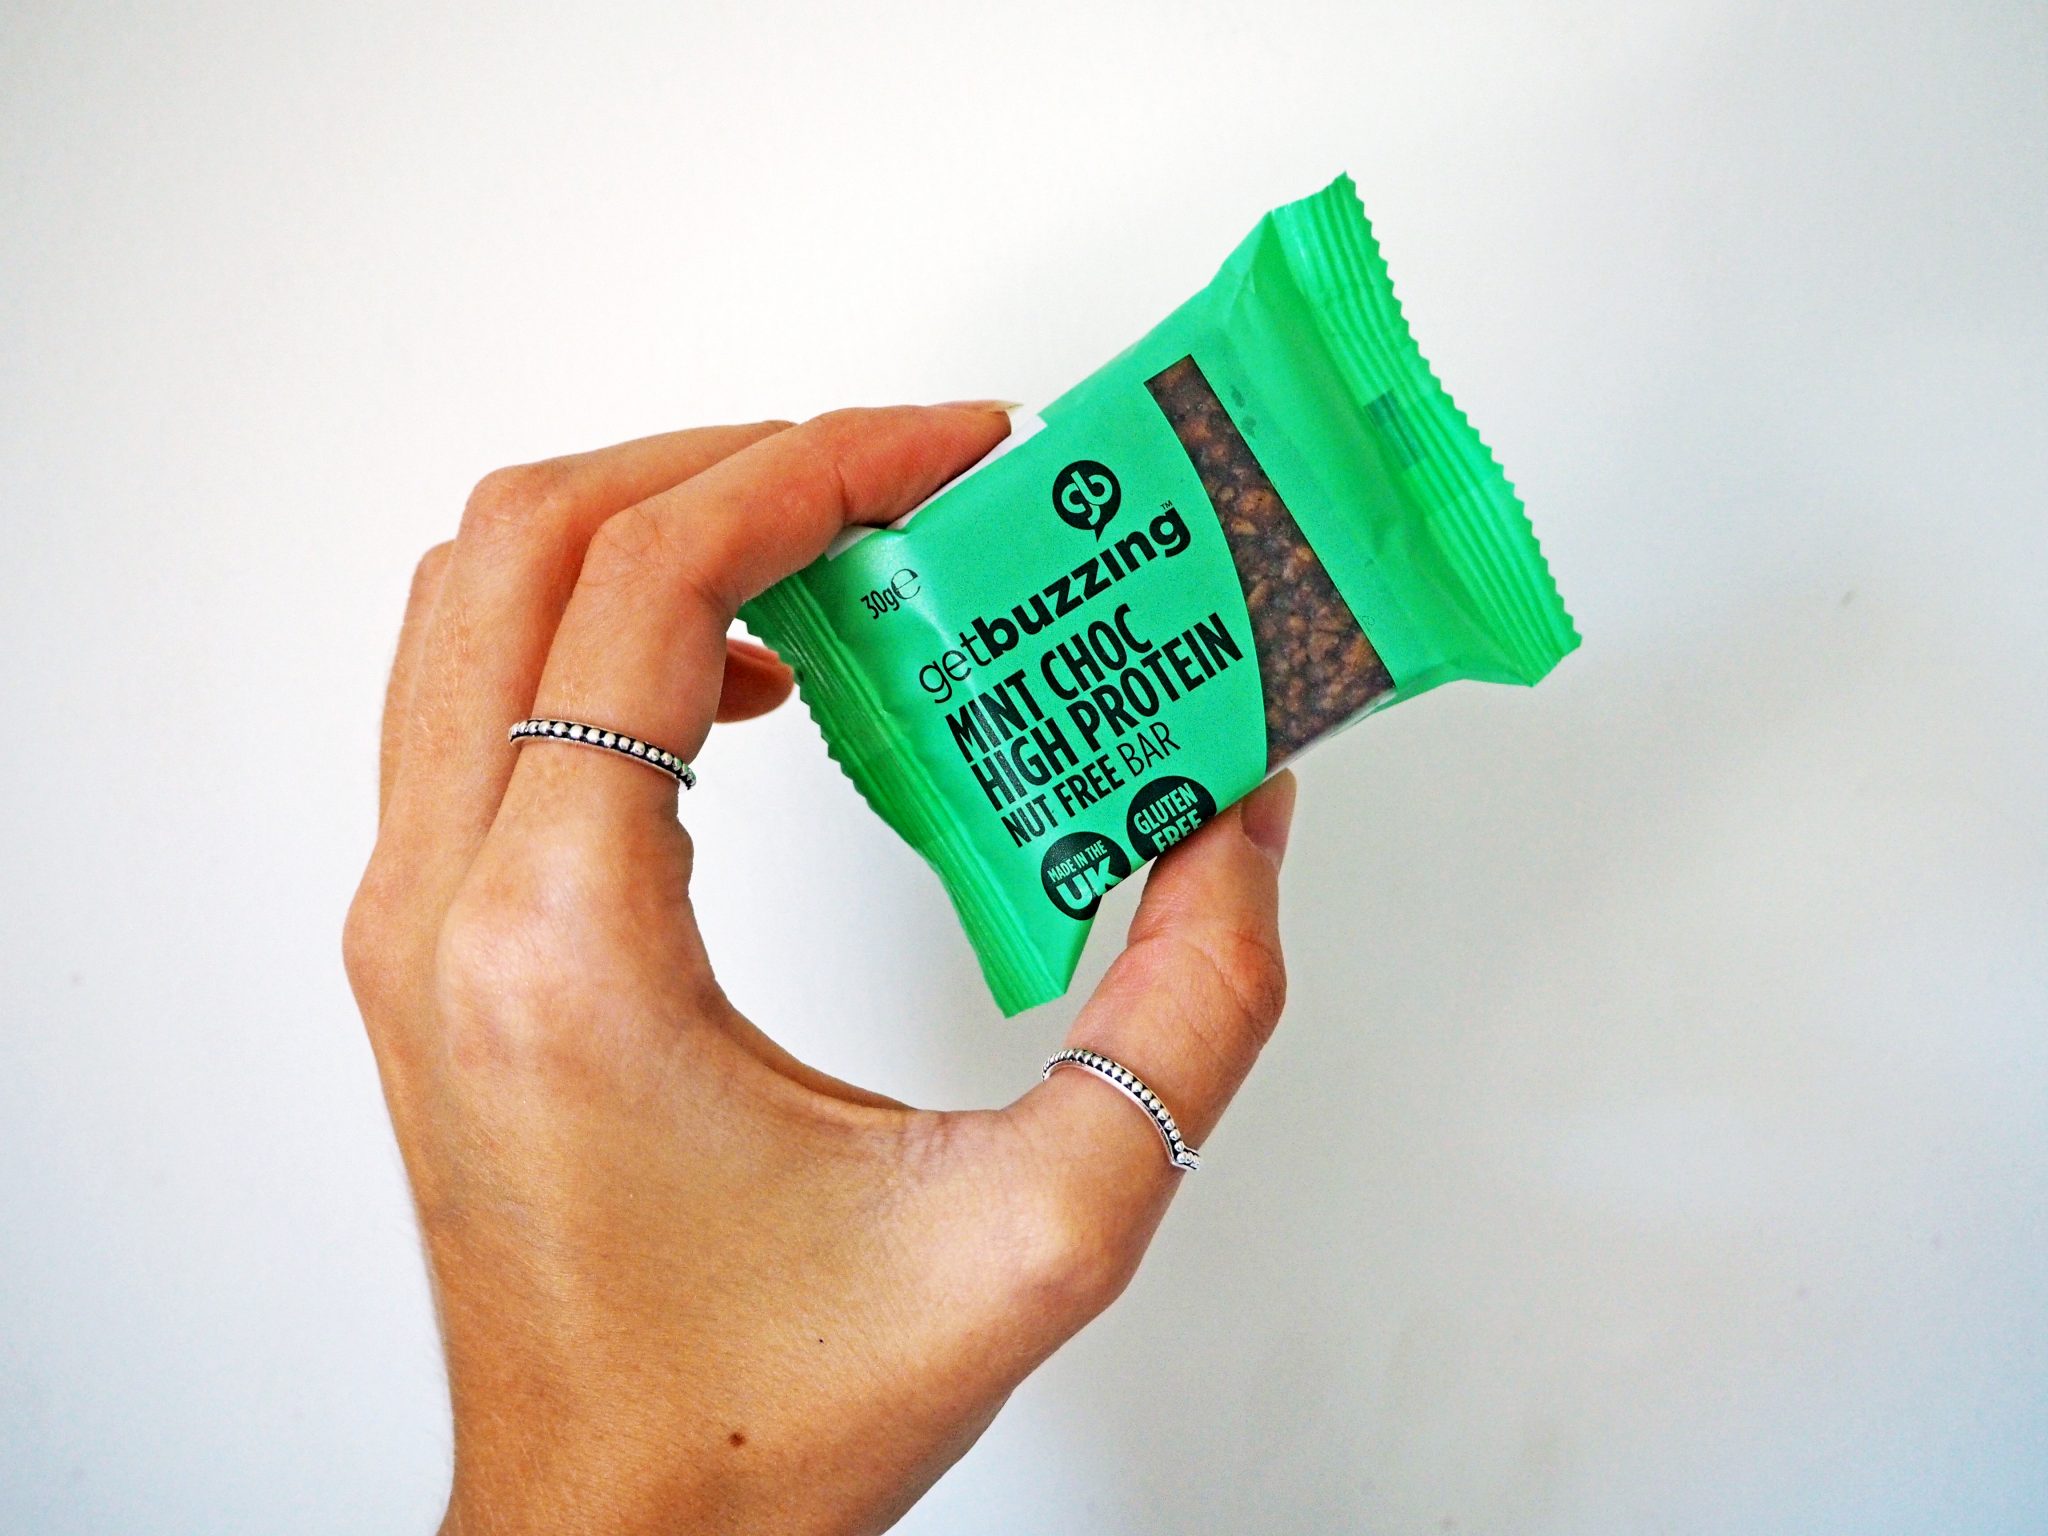 gb
30g℮
getbuzzing™
MINT CHOC
HIGH PROTEIN
NUT FREE BAR
MADE IN THE
UK
GLUTEN
FREE